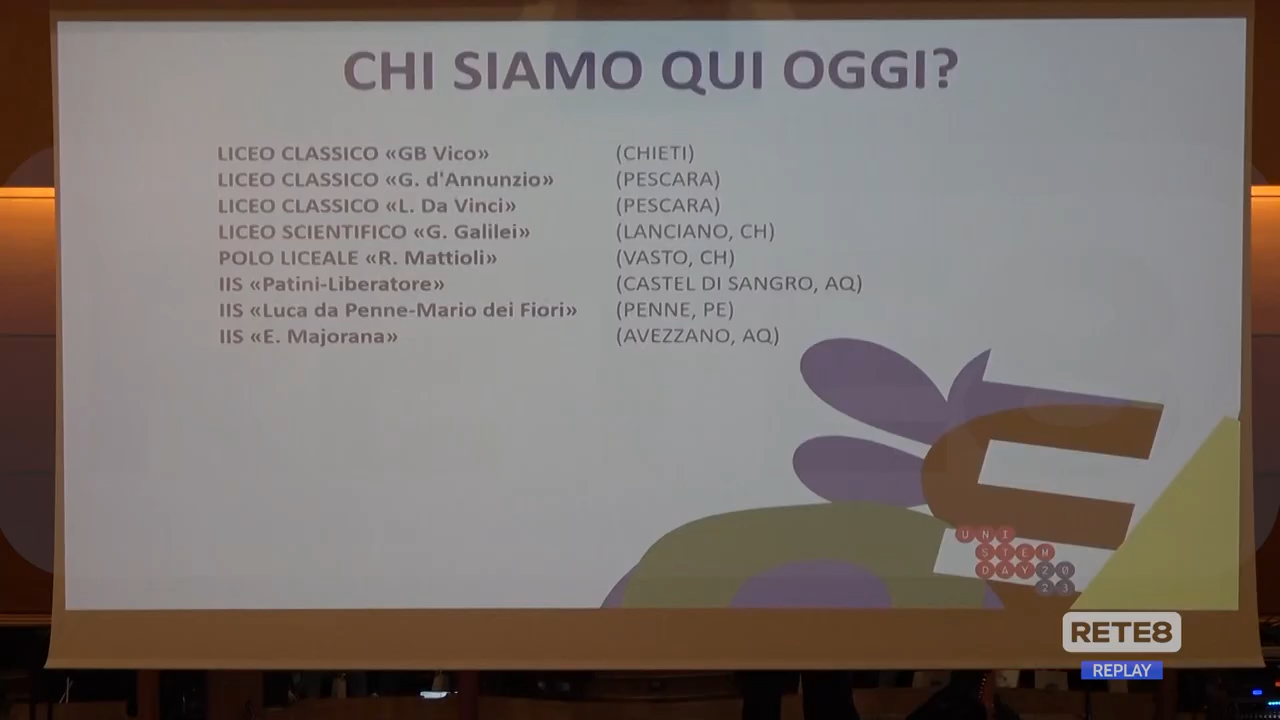 CHI SIAMO QUI OGGI?
LICEO CLASSICO «GB Vico» (CHIETI)
LICEO CLASSICO «G. d'Annunzio» (PESCARA)
LICEO CLASSICO «L. Da Vinci» (PESCARA)
LICEO SCIENTIFICO «G. Galilei» (LANCIANO, CH)
POLO LICEALE «R. Mattioli» (VASTO, CH)
IIS «Patini-Liberatore» (CASTEL DI SANGRO, AQ)
IIS «Luca da Penne-Mario dei Fiori» (PENNE, PE)
IIS «E. Majorana» (AVEZZANO, AQ)
UNI
STEM
DAY 20
23
RETE8
REPLAY